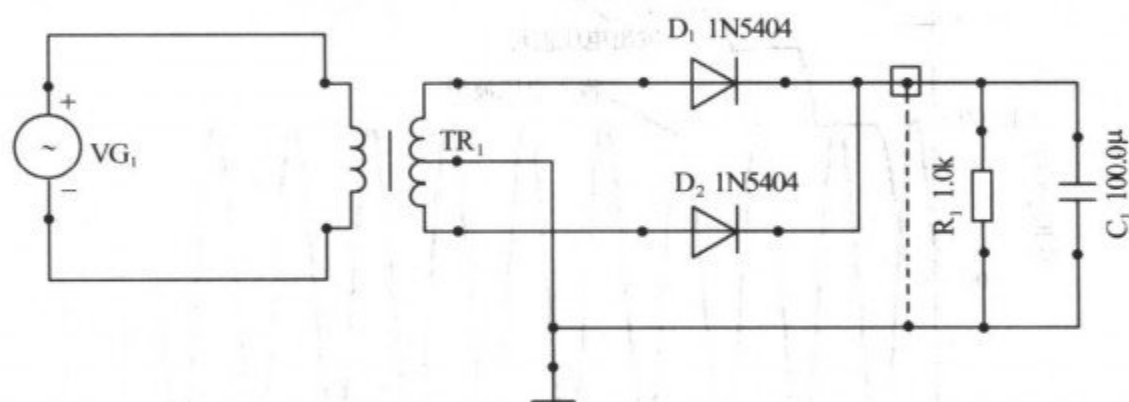 D₁ 1N5404
+
~
VG₁
−
TR₁
D₂ 1N5404
R₁ 1.0k
C₁ 100.0μ